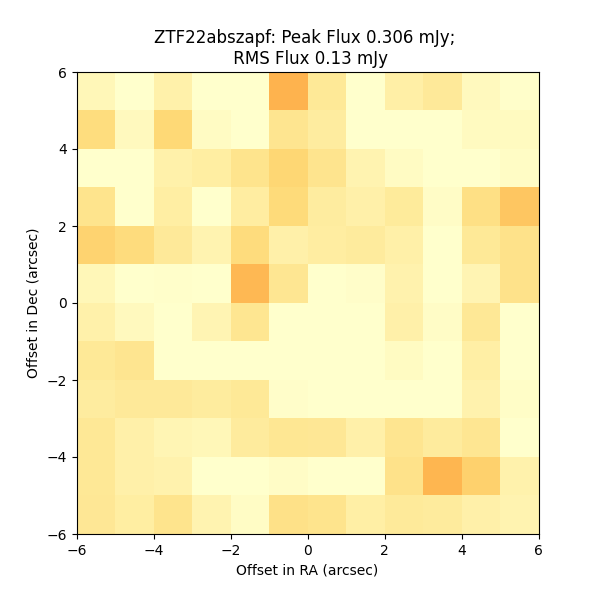 ZTF22abszapf: Peak Flux 0.306 mJy;
RMS Flux 0.13 mJy
6
4
2
0
−2
−4
−6
Offset in Dec (arcsec)
−6 −4 −2 0 2 4 6
Offset in RA (arcsec)